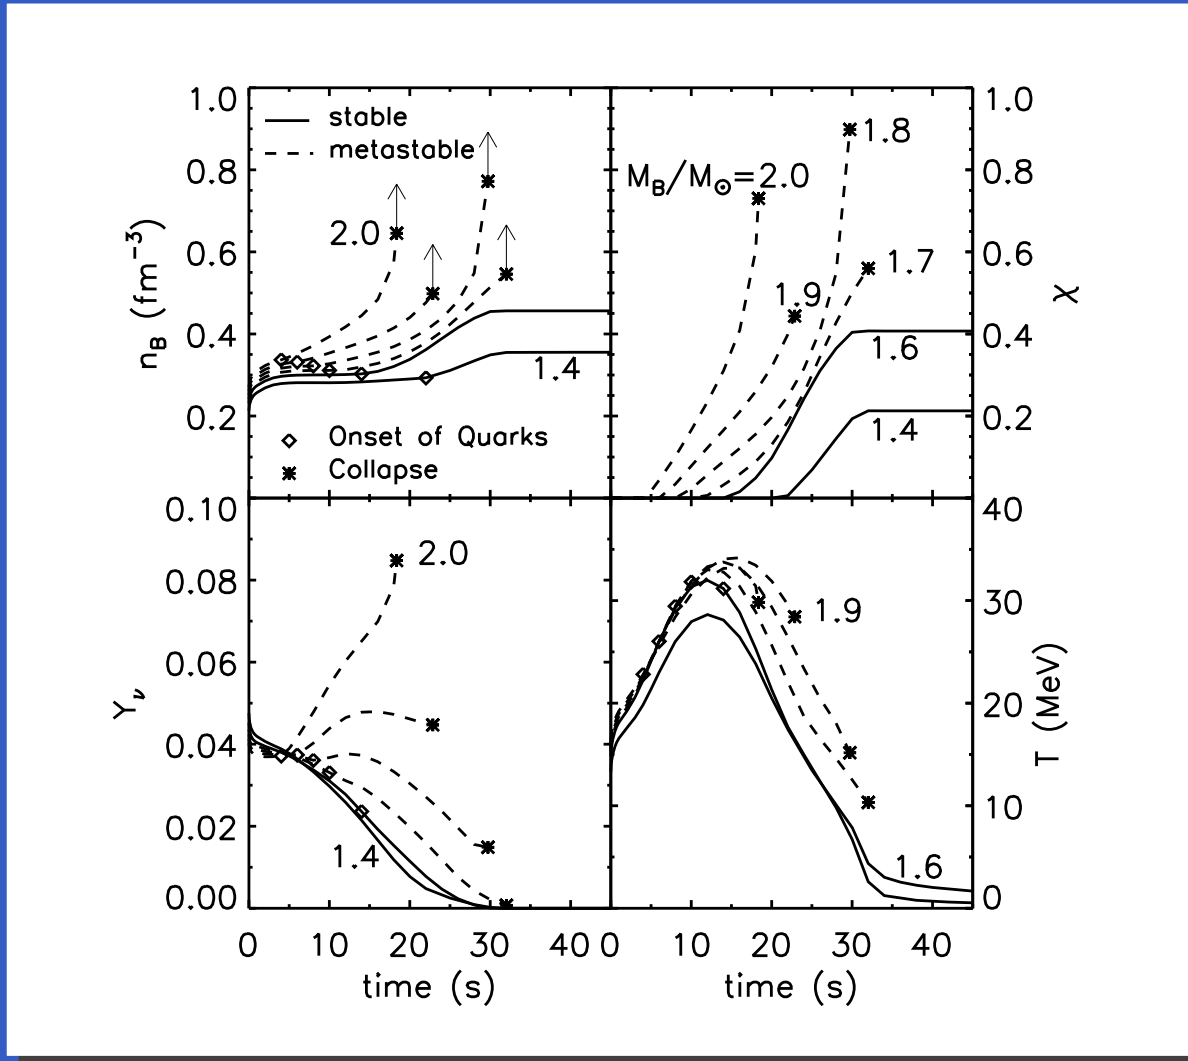 1.0
0.8
0.6
0.4
0.2
n_B (fm⁻³)
stable
metastable
2.0
1.4
Onset of Quarks
Collapse
M_B/M_⊙=2.0
1.8
1.7
1.9
1.6
1.4
1.0
0.8
0.6
0.4
0.2
χ
0.10
0.08
0.06
0.04
0.02
0.00
Y_ν
2.0
1.4
1.9
1.6
40
30
20
10
0
T (MeV)
0 10 20 30 40
0 10 20 30 40
time (s)
time (s)